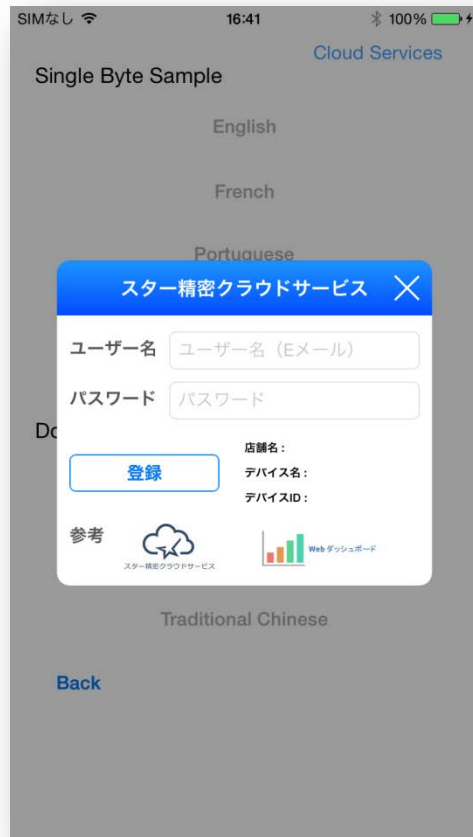 SIMなし 16:41 100%
Cloud Services
Single Byte Sample
English
French
Portuguese
スター精密クラウドサービス
ユーザー名 ユーザー名（Eメール）
パスワード パスワード
Do
店舗名：
登録 デバイス名：
デバイスID：
参考
スター精密クラウドサービス Web ダッシュボード
Traditional Chinese
Back